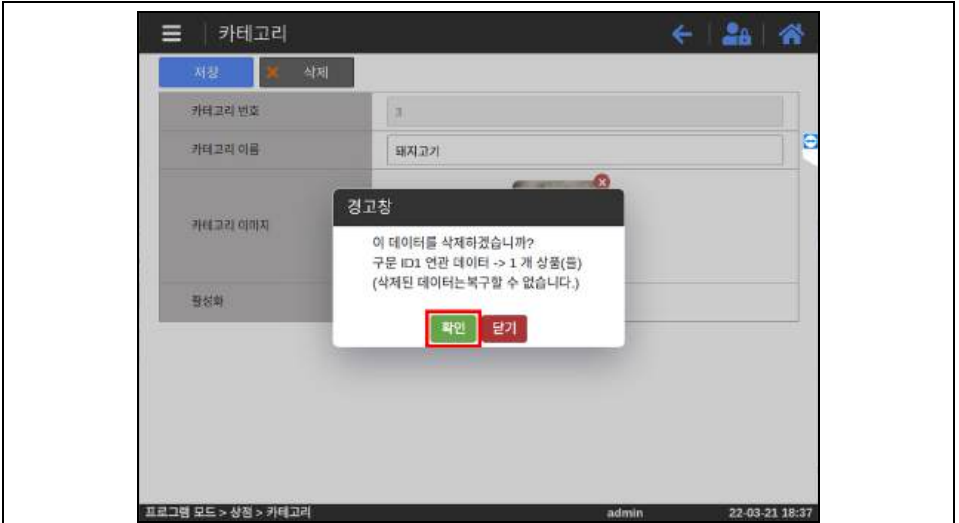 카테고리
저장
삭제
카테고리 번호
3
카테고리 이름
돼지고기
카테고리 이미지
경고창
이 데이터를 삭제하겠습니까?
구문 ID1 연관 데이터 -> 1 개 상품(들)
(삭제된 데이터는복구할 수 없습니다.)
활성화
확인 닫기
프로그램 모드 > 상점 > 카테고리 admin 22-03-21 18:37